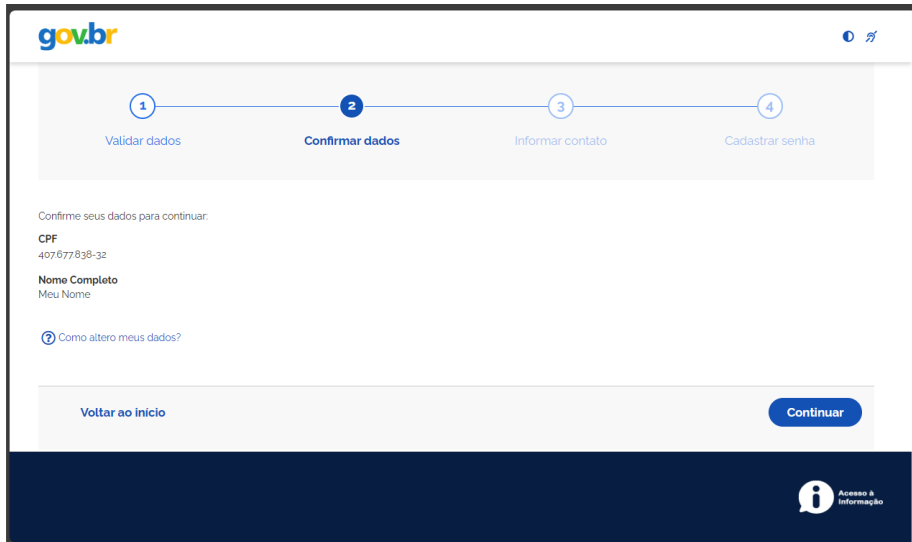 gov.br
1
2
3
4
Validar dados
Confirmar dados
Informar contato
Cadastrar senha
Confirme seus dados para continuar:
CPF
407.677.838-32
Nome Completo
Meu Nome
? Como altero meus dados?
Voltar ao início
Continuar
i
Acesso à
Informação